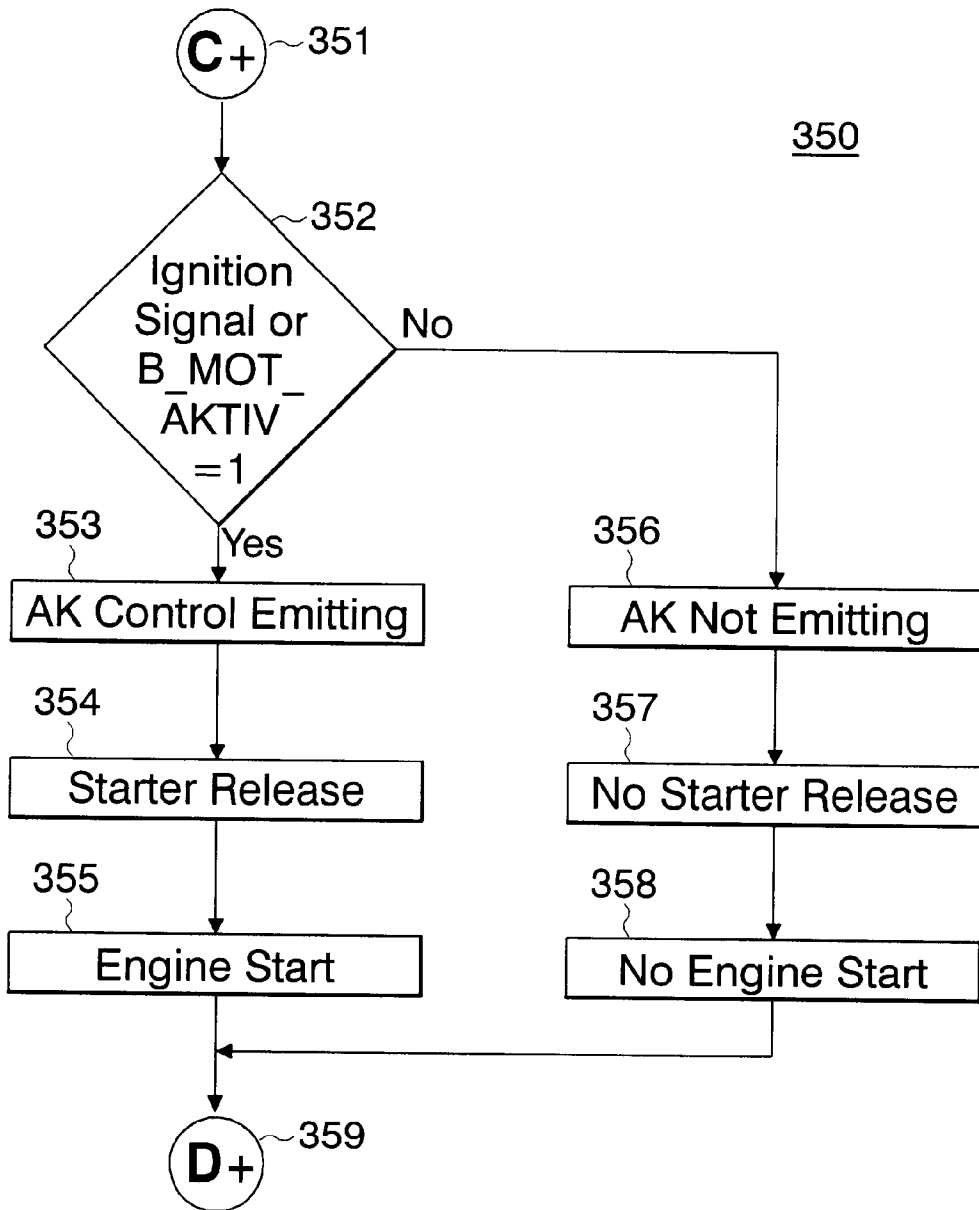 C+
351
350
352
Ignition
Signal or
B_MOT_
AKTIV
=1
No
Yes
353
AK Control Emitting
356
AK Not Emitting
354
Starter Release
357
No Starter Release
355
Engine Start
358
No Engine Start
D+
359